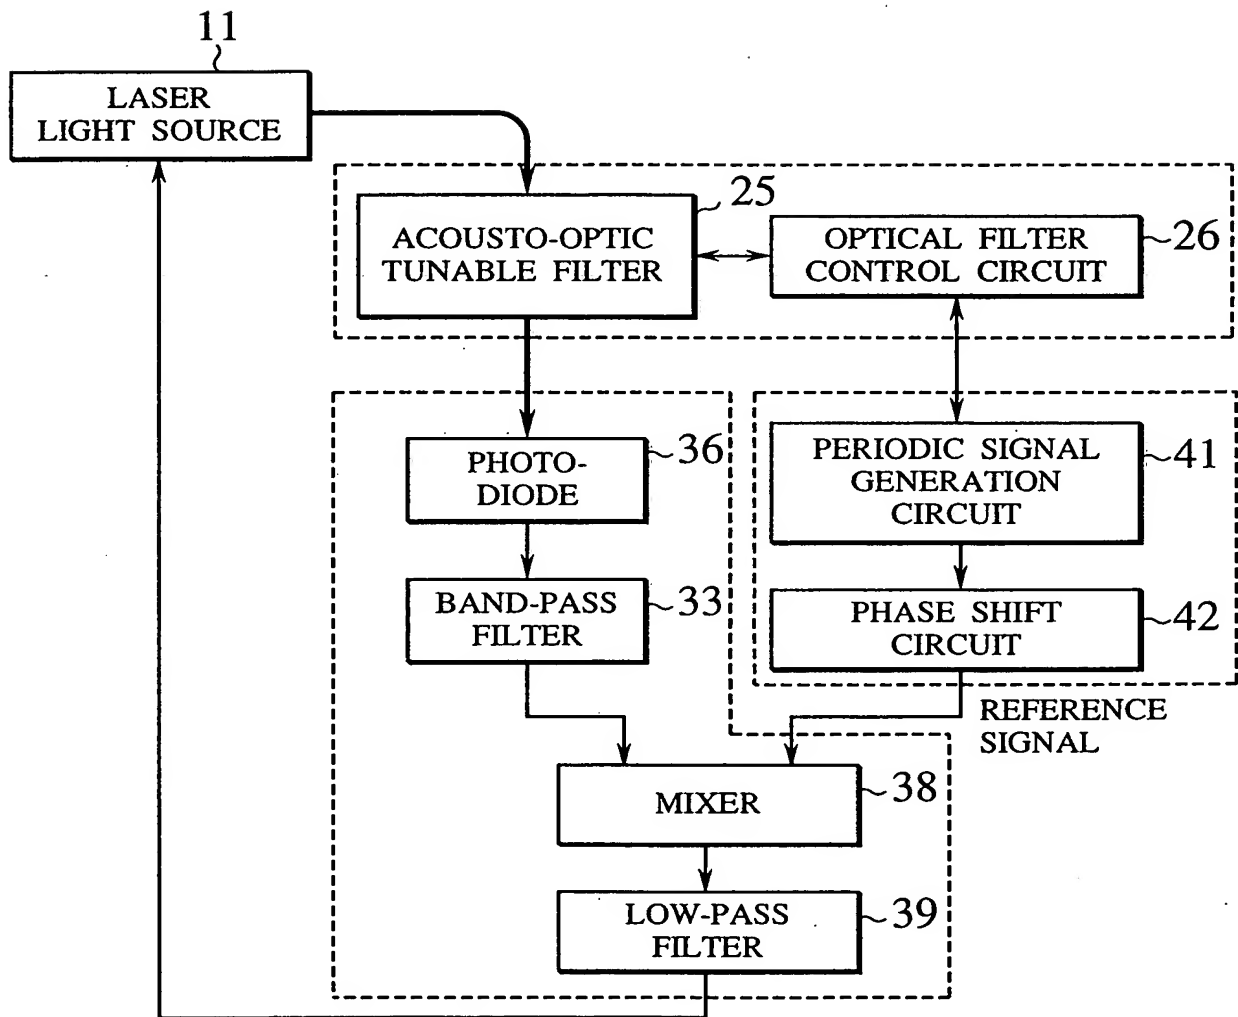 11
LASER
LIGHT SOURCE
25
ACOUSTO-OPTIC
TUNABLE FILTER
OPTICAL FILTER
CONTROL CIRCUIT
26
PHOTO-
DIODE
36
PERIODIC SIGNAL
GENERATION
CIRCUIT
41
BAND-PASS
FILTER
33
PHASE SHIFT
CIRCUIT
42
REFERENCE
SIGNAL
MIXER
38
LOW-PASS
FILTER
39